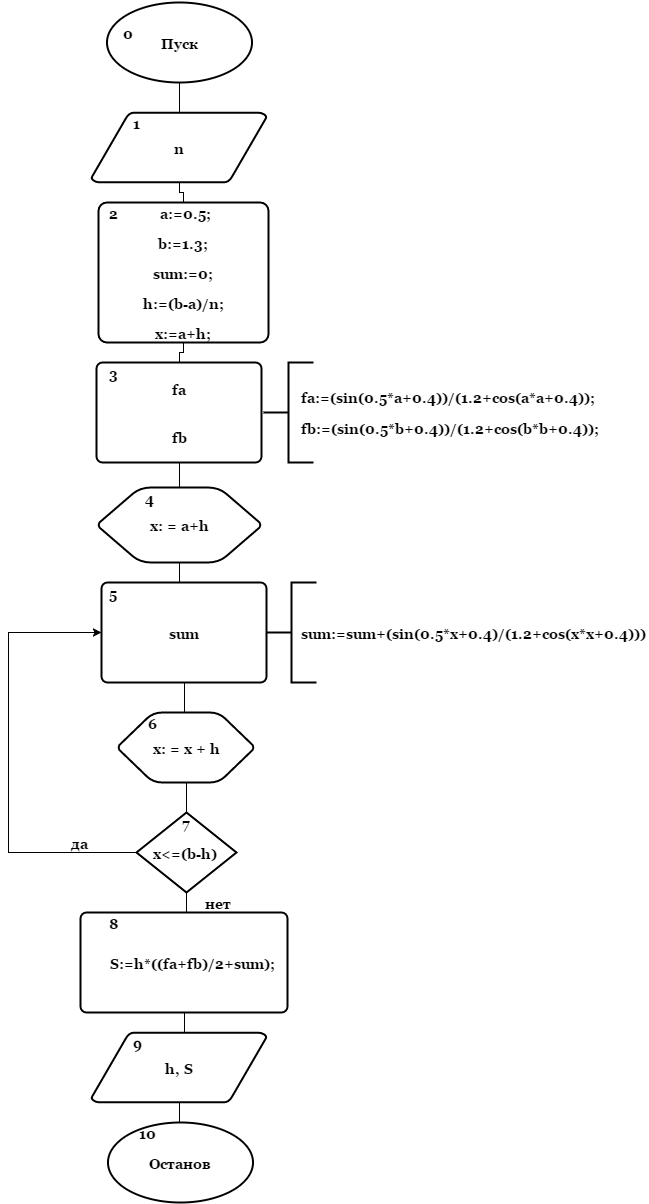 0
Пуск
1
n
2
a:=0.5;
b:=1.3;
sum:=0;
h:=(b-a)/n;
x:=a+h;
3
fa
fb
fa:=(sin(0.5*a+0.4))/(1.2+cos(a*a+0.4));
fb:=(sin(0.5*b+0.4))/(1.2+cos(b*b+0.4));
4
x: = a+h
5
sum
sum:=sum+(sin(0.5*x+0.4)/(1.2+cos(x*x+0.4)))
6
x: = x + h
7
x<=(b-h)
да
нет
8
S:=h*((fa+fb)/2+sum);
9
h, S
10
Останов